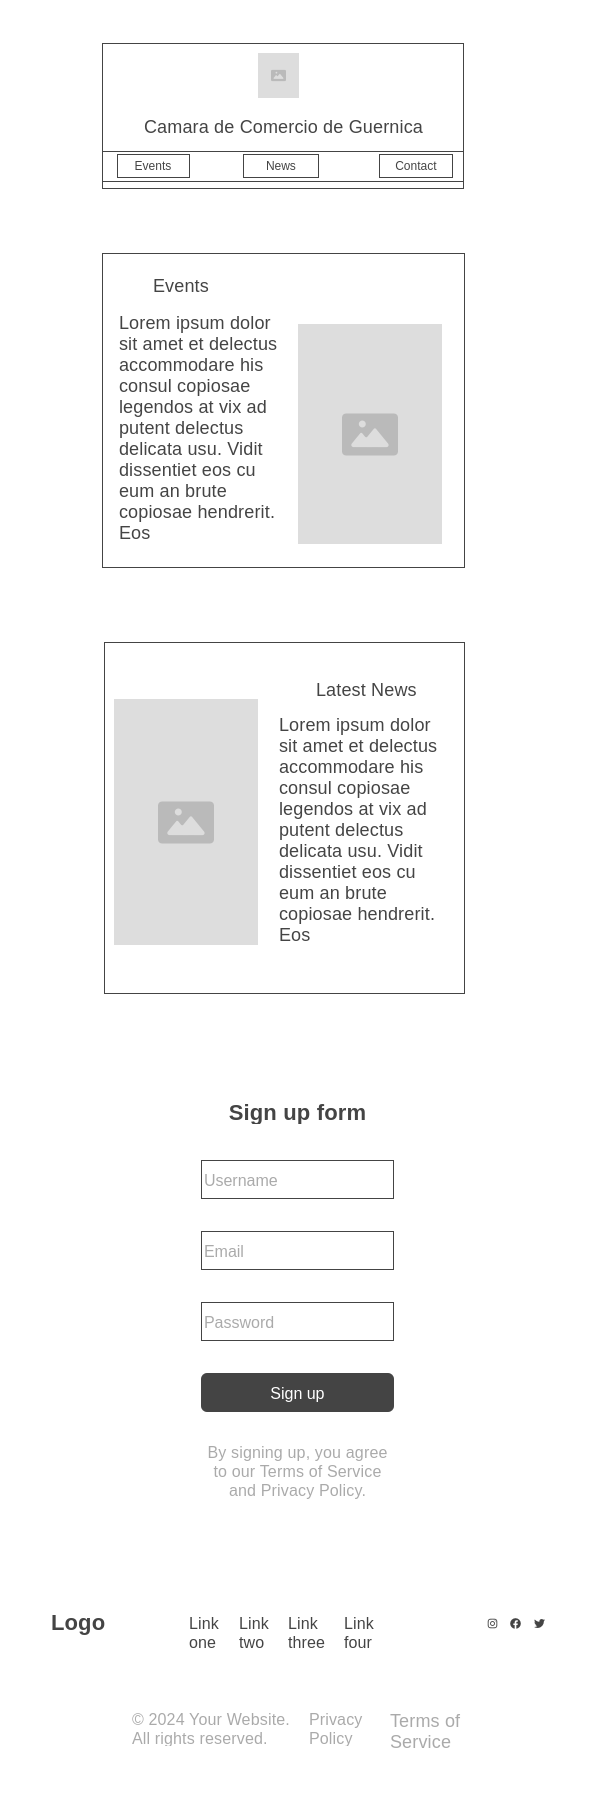 Camara de Comercio de Guernica
Events
News
Contact
Events
Lorem ipsum dolor
sit amet et delectus
accommodare his
consul copiosae
legendos at vix ad
putent delectus
delicata usu. Vidit
dissentiet eos cu
eum an brute
copiosae hendrerit.
Eos
Latest News
Lorem ipsum dolor
sit amet et delectus
accommodare his
consul copiosae
legendos at vix ad
putent delectus
delicata usu. Vidit
dissentiet eos cu
eum an brute
copiosae hendrerit.
Eos
Sign up form
Username
Email
Password
Sign up
By signing up, you agree
to our Terms of Service
and Privacy Policy.
Logo
Link
one
Link
two
Link
three
Link
four
© 2024 Your Website.
All rights reserved.
Privacy
Policy
Terms of
Service